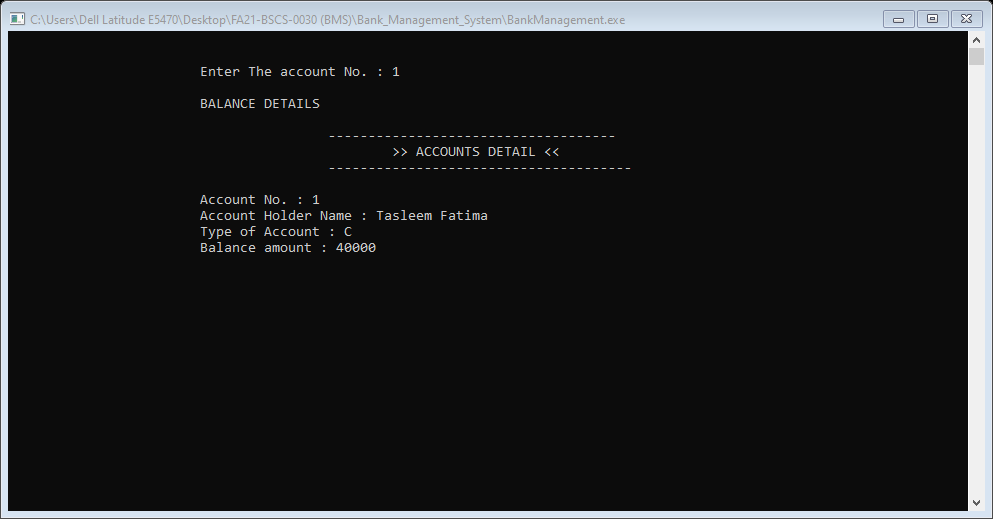 C:\Users\Dell Latitude E5470\Desktop\FA21-BSCS-0030 (BMS)\Bank_Management_System\BankManagement.exe
Enter The account No. : 1
BALANCE DETAILS
------------------------------------
>> ACCOUNTS DETAIL <<
--------------------------------------
Account No. : 1
Account Holder Name : Tasleem Fatima
Type of Account : C
Balance amount : 40000